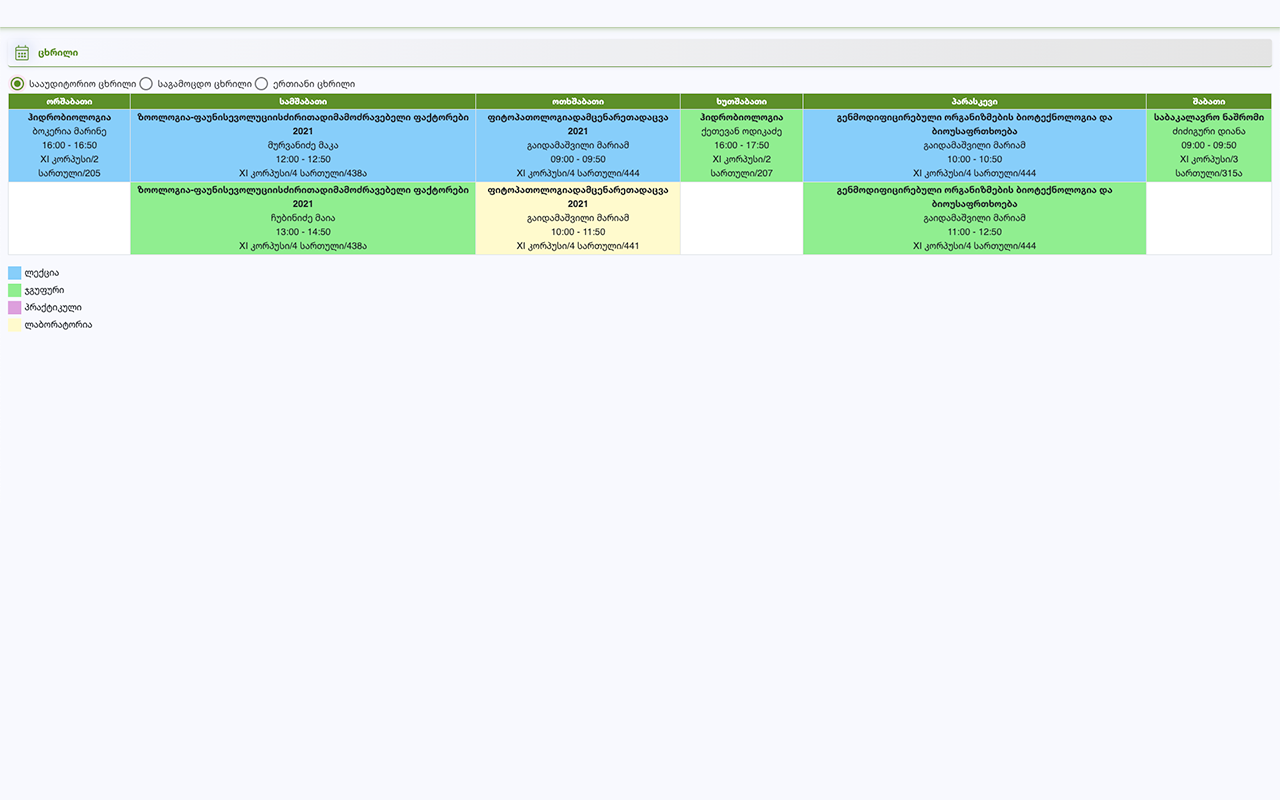 ცხრილი
სააუდიტორიო ცხრილი საგამოცდო ცხრილი ერთიანი ცხრილი
ორშაბათი სამშაბათი ოთხშაბათი ხუთშაბათი პარასკევი შაბათი
ჰიდრობიოლოგია
ბოკერია მარინე
16:00 - 16:50
XI კორპუსი/2
სართული/205
ზოოლოგია-ფაუნისევოლუციისძირითადიმამოძრავებელი ფაქტორები
2021
მურვანიძე მაკა
12:00 - 12:50
XI კორპუსი/4 სართული/438ა
ფიტოპათოლოგიადამცენარეთადაცვა
2021
გაიდამაშვილი მარიამ
09:00 - 09:50
XI კორპუსი/4 სართული/444
ჰიდრობიოლოგია
ქეთევან ოდიკაძე
16:00 - 17:50
XI კორპუსი/2
სართული/207
გენმოდიფიცირებული ორგანიზმების ბიოტექნოლოგია და
ბიოუსაფრთხოება
გაიდამაშვილი მარიამ
10:00 - 10:50
XI კორპუსი/4 სართული/444
საბაკალავრო ნაშრომი
ძიძიგური დიანა
09:00 - 09:50
XI კორპუსი/3
სართული/315ა
ზოოლოგია-ფაუნისევოლუციისძირითადიმამოძრავებელი ფაქტორები
2021
ჩუბინიძე მაია
13:00 - 14:50
XI კორპუსი/4 სართული/438ა
ფიტოპათოლოგიადამცენარეთადაცვა
2021
გაიდამაშვილი მარიამ
10:00 - 11:50
XI კორპუსი/4 სართული/441
გენმოდიფიცირებული ორგანიზმების ბიოტექნოლოგია და
ბიოუსაფრთხოება
გაიდამაშვილი მარიამ
11:00 - 12:50
XI კორპუსი/4 სართული/444
ლექცია
ჯგუფური
პრაქტიკული
ლაბორატორია